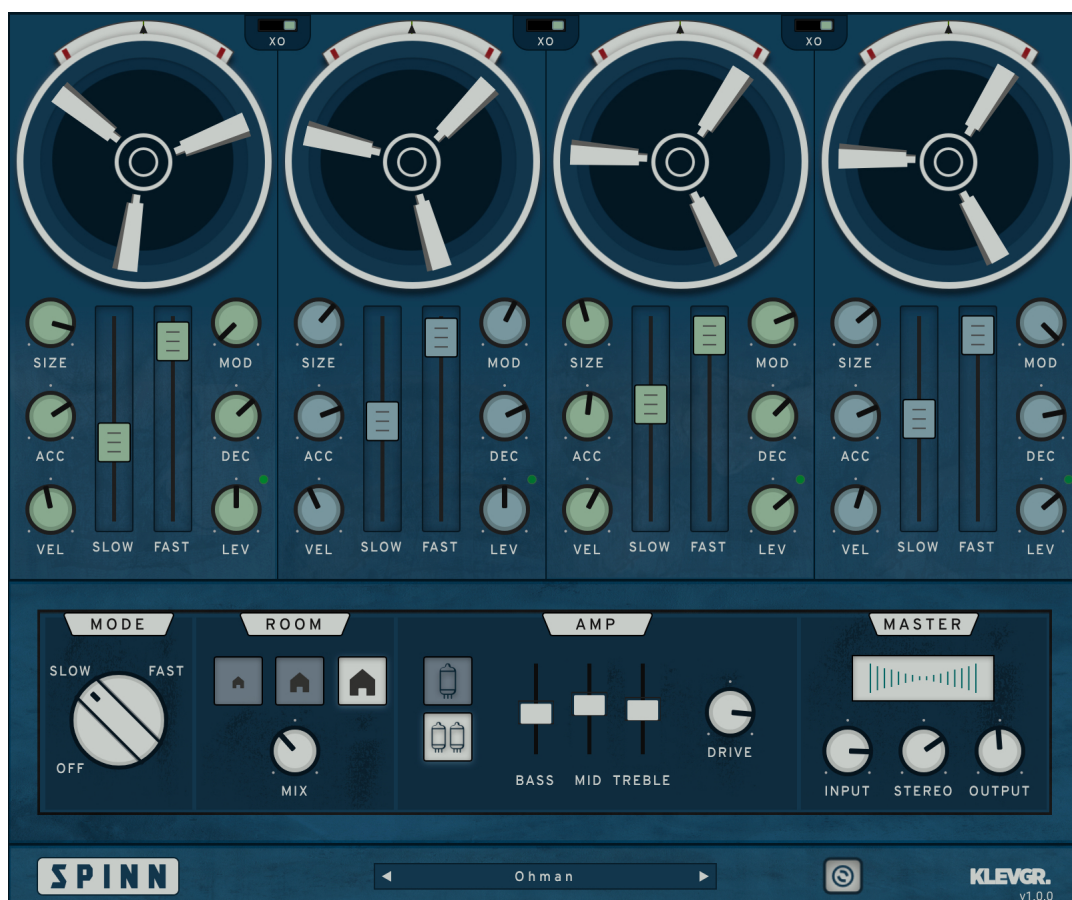 XO XO XO
SIZE MOD SIZE MOD SIZE MOD SIZE MOD
ACC DEC ACC DEC ACC DEC ACC DEC
VEL SLOW FAST LEV VEL SLOW FAST LEV VEL SLOW FAST LEV VEL SLOW FAST LEV
MODE ROOM AMP MASTER
SLOW FAST
OFF
DRIVE
BASS MID TREBLE
MIX INPUT STEREO OUTPUT
SPINN Ohman KLEVGR.
v1.0.0